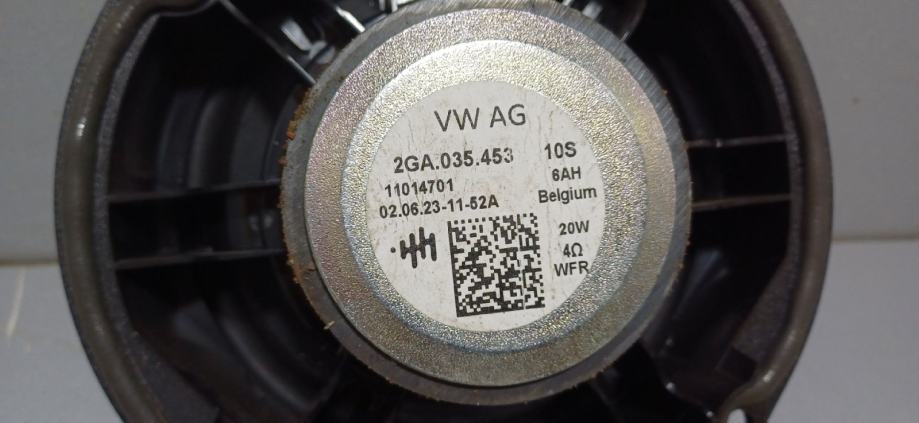 VW AG
2GA.035.453 10S
11014701 6AH
02.06.23-11-52A Belgium
20W
4Ω
WFR